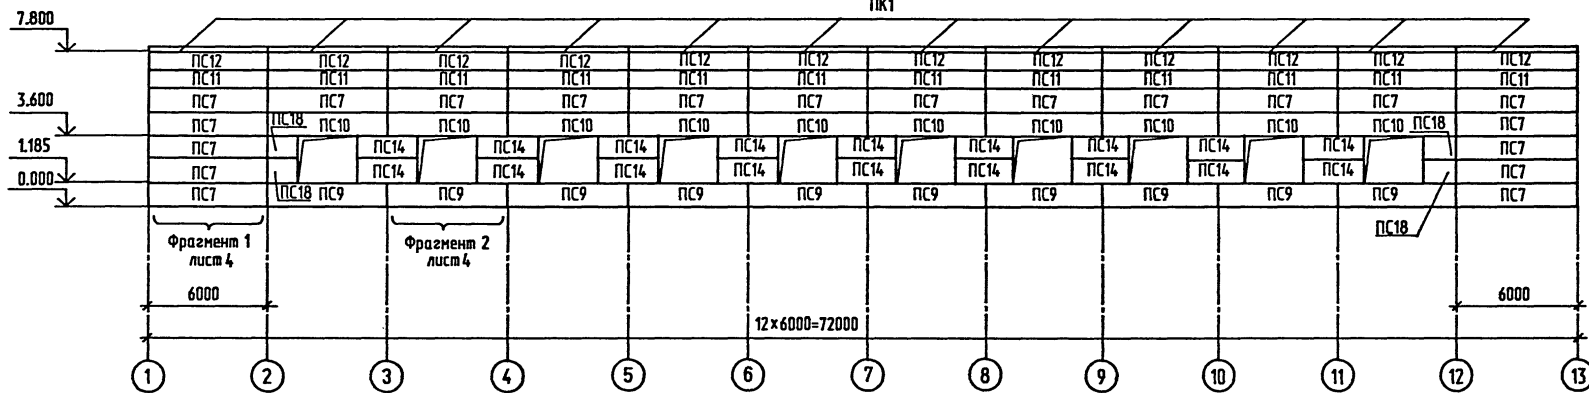 ПК1
7.800
ПС12 ПС12 ПС12 ПС12 ПС12 ПС12 ПС12 ПС12 ПС12 ПС12 ПС12 ПС12
ПС11 ПС11 ПС11 ПС11 ПС11 ПС11 ПС11 ПС11 ПС11 ПС11 ПС11 ПС11
3.600
ПС7 ПС7 ПС7 ПС7 ПС7 ПС7 ПС7 ПС7 ПС7 ПС7 ПС7 ПС7
ПС7 ПС18 ПС10 ПС10 ПС10 ПС10 ПС10 ПС10 ПС10 ПС10 ПС10 ПС10 ПС18 ПС7
1.185
ПС7 ПС14 ПС14 ПС14 ПС14 ПС14 ПС14 ПС14 ПС14 ПС14 ПС7
ПС7 ПС14 ПС14 ПС14 ПС14 ПС14 ПС14 ПС14 ПС14 ПС14 ПС7
0.000
ПС7 ПС18 ПС9 ПС9 ПС9 ПС9 ПС9 ПС9 ПС9 ПС9 ПС9 ПС9 ПС7
ПС18
Фрагмент 1
лист 4
Фрагмент 2
лист 4
6000 6000
12×6000=72000
1 2 3 4 5 6 7 8 9 10 11 12 13